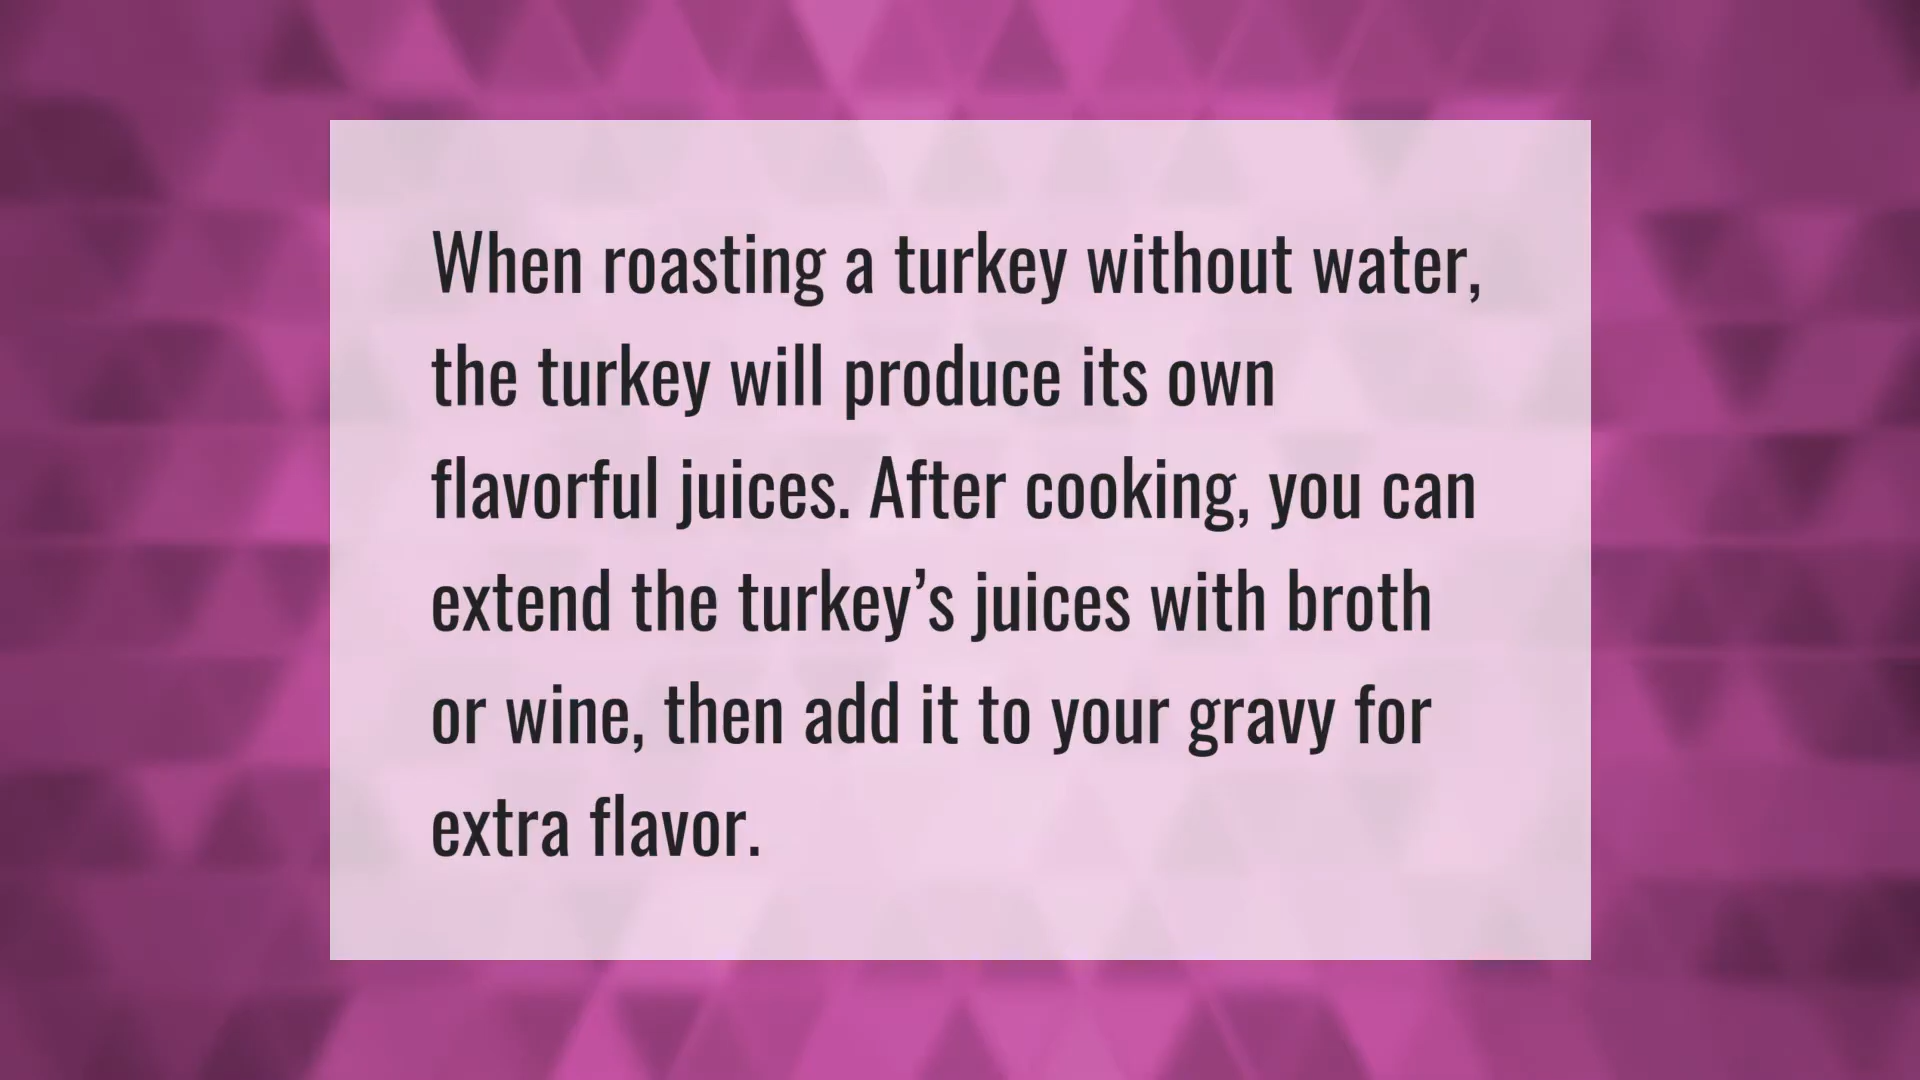 When roasting a turkey without water,
the turkey will produce its own
flavorful juices. After cooking, you can
extend the turkey’s juices with broth
or wine, then add it to your gravy for
extra flavor.